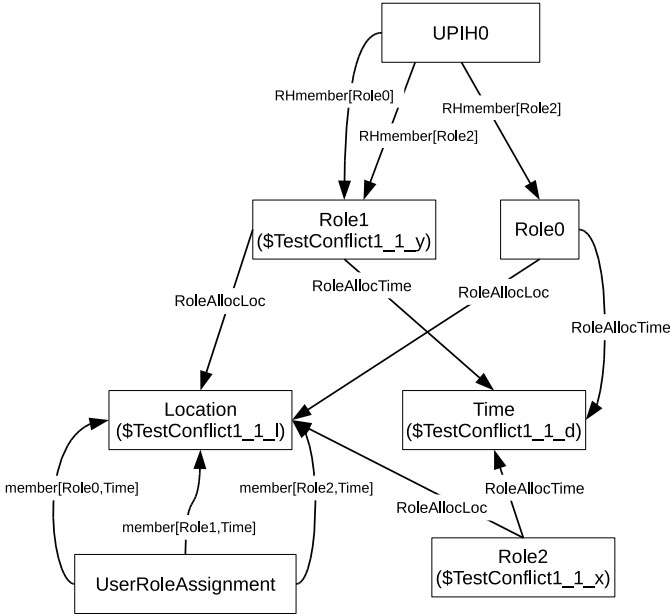 UPIH0
RHmember[Role0]
RHmember[Role2]
RHmember[Role2]
Role1
($TestConflict1_1_y)
Role0
RoleAllocTime
RoleAllocLoc
RoleAllocLoc
RoleAllocTime
Location
($TestConflict1_1_l)
Time
($TestConflict1_1_d)
member[Role0,Time]
member[Role2,Time]
RoleAllocTime
RoleAllocLoc
member[Role1,Time]
Role2
($TestConflict1_1_x)
UserRoleAssignment